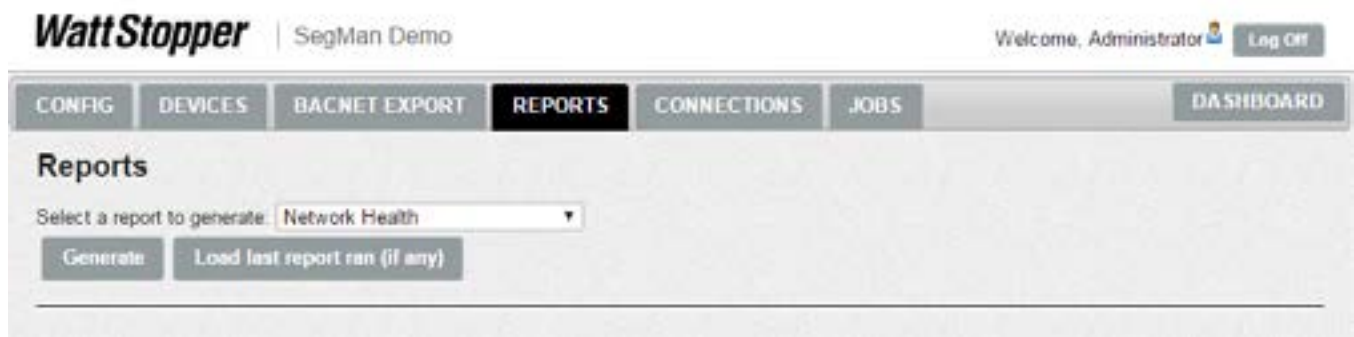 WattStopper | SegMan Demo
Welcome, Administrator Log Off
CONFIG DEVICES BACNET EXPORT REPORTS CONNECTIONS JOBS DASHBOARD
Reports
Select a report to generate: Network Health
Generate Load last report ran (if any)